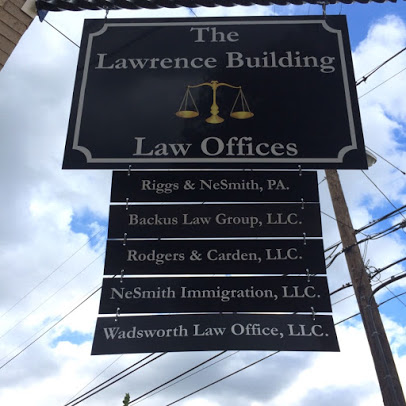 The
Lawrence Building
Law Offices
Riggs & NeSmith, PA.
Backus Law Group, LLC.
Rodgers & Carden, LLC.
NeSmith Immigration, LLC.
Wadsworth Law Office, LLC.